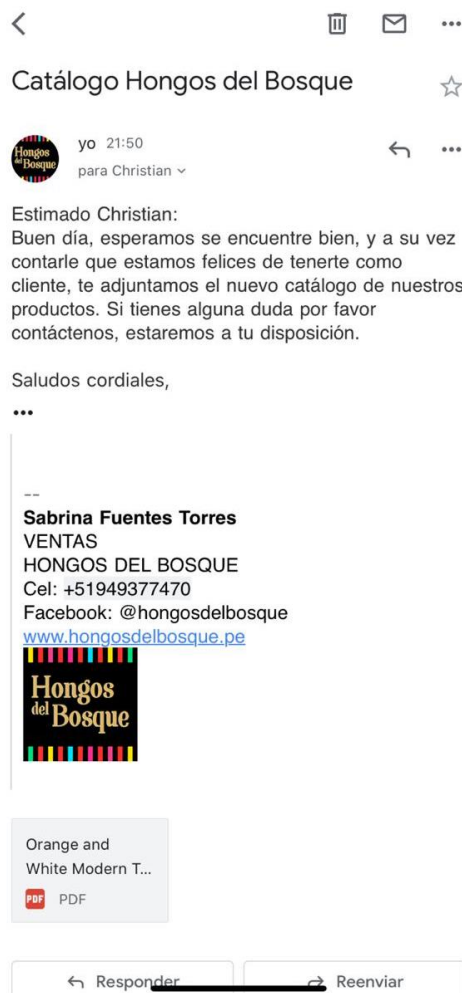 Catálogo Hongos del Bosque
Hongos
del Bosque
yo 21:50
para Christian
Estimado Christian:
Buen día, esperamos se encuentre bien, y a su vez
contarle que estamos felices de tenerte como
cliente, te adjuntamos el nuevo catálogo de nuestros
productos. Si tienes alguna duda por favor
contáctenos, estaremos a tu disposición.
Saludos cordiales,
--
Sabrina Fuentes Torres
VENTAS
HONGOS DEL BOSQUE
Cel: +51949377470
Facebook: @hongosdelbosque
www.hongosdelbosque.pe
Hongos
del Bosque
Orange and
White Modern T...
PDF PDF
Responder Reenviar